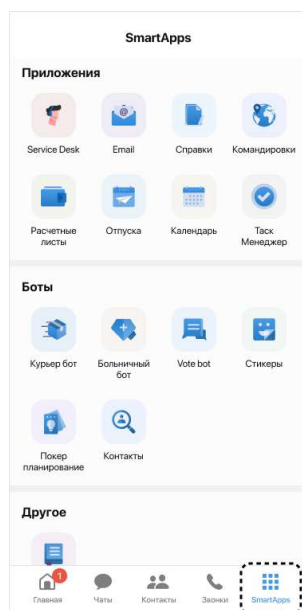 SmartApps
Приложения
Service Desk
Email
Справки
Командировки
Расчетные
листы
Отпуска
Календарь
Таск
Менеджер
Боты
Курьер бот
Больничный
бот
Vote bot
Стикеры
Покер
планирование
Контакты
Другое
1
Главная
Чаты
Контакты
Звонки
SmartApps